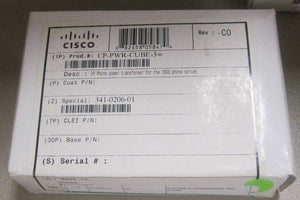 CISCO
Rev : -C0
(1P) Prod.#: CP-PWR-CUBE-3=
Desc : IP Phone power transformer for the 7900 phone series
(P) Cust P/N:
(Z) Special: 341-0206-01
(7P) CLEI P/N:
(30P) Base P/N:
(S) Serial # :